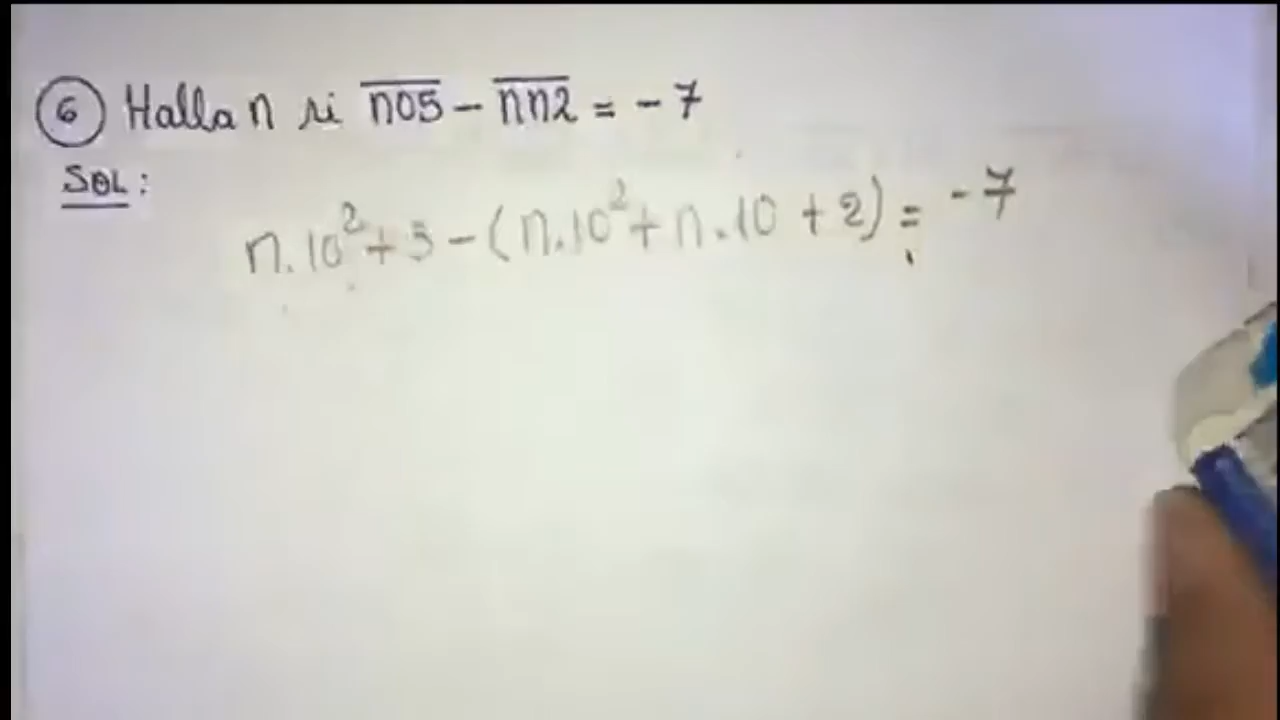 6 Halla n si n05 - nn2 = - 7
SOL:
n.10² + 5 - (n.10² + n.10 + 2) = - 7